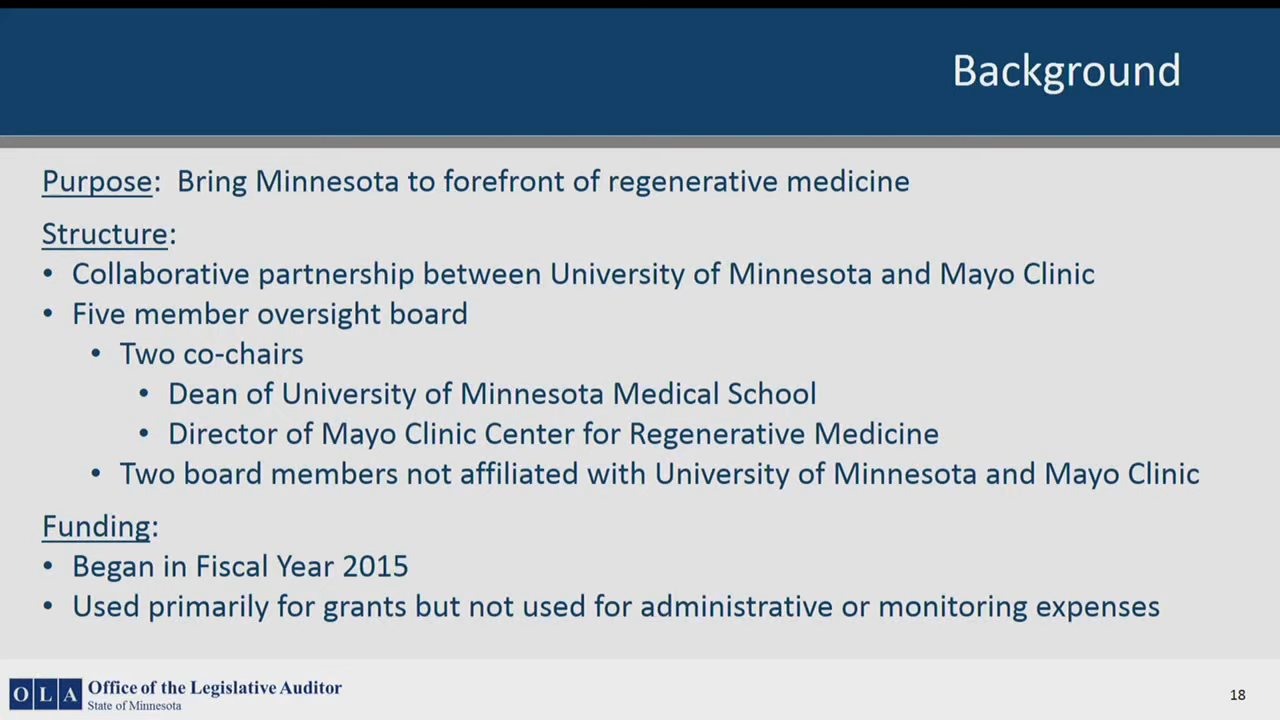 Background
Purpose: Bring Minnesota to forefront of regenerative medicine
Structure:
• Collaborative partnership between University of Minnesota and Mayo Clinic
• Five member oversight board
• Two co-chairs
• Dean of University of Minnesota Medical School
• Director of Mayo Clinic Center for Regenerative Medicine
• Two board members not affiliated with University of Minnesota and Mayo Clinic
Funding:
• Began in Fiscal Year 2015
• Used primarily for grants but not used for administrative or monitoring expenses
OLA Office of the Legislative Auditor
State of Minnesota
18